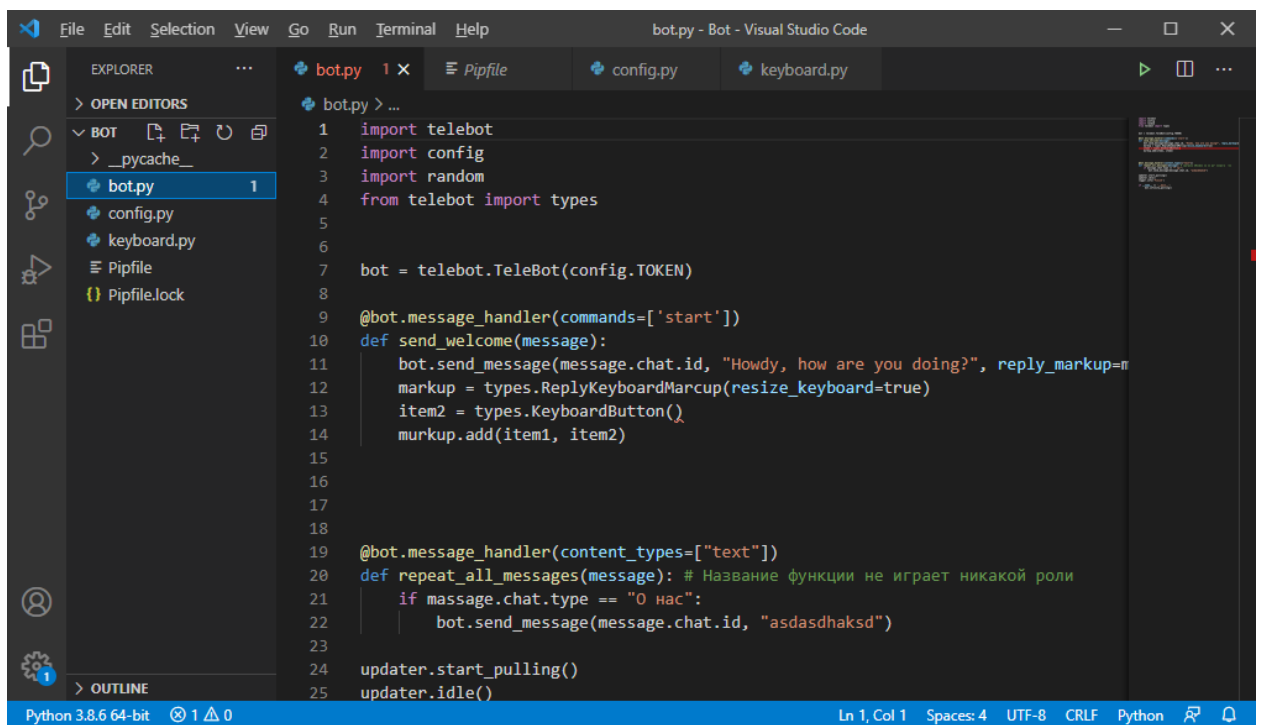 File Edit Selection View Go Run Terminal Help bot.py - Bot - Visual Studio Code
EXPLORER
bot.py 1 Pipfile config.py keyboard.py
OPEN EDITORS
bot.py > ...
BOT
__pycache__
bot.py 1
config.py
keyboard.py
Pipfile
{} Pipfile.lock
OUTLINE
1 import telebot
2 import config
3 import random
4 from telebot import types
5
6
7 bot = telebot.TeleBot(config.TOKEN)
8
9 @bot.message_handler(commands=['start'])
10 def send_welcome(message):
11 bot.send_message(message.chat.id, "Howdy, how are you doing?", reply_markup=m
12 markup = types.ReplyKeyboardMarcup(resize_keyboard=true)
13 item2 = types.KeyboardButton()
14 murkup.add(item1, item2)
15
16
17
18
19 @bot.message_handler(content_types=["text"])
20 def repeat_all_messages(message): # Название функции не играет никакой роли
21 if massage.chat.type == "О нас":
22 bot.send_message(message.chat.id, "asdasdhaksd")
23
24 updater.start_pulling()
25 updater.idle()
1
Python 3.8.6 64-bit 1 0 Ln 1, Col 1 Spaces: 4 UTF-8 CRLF Python